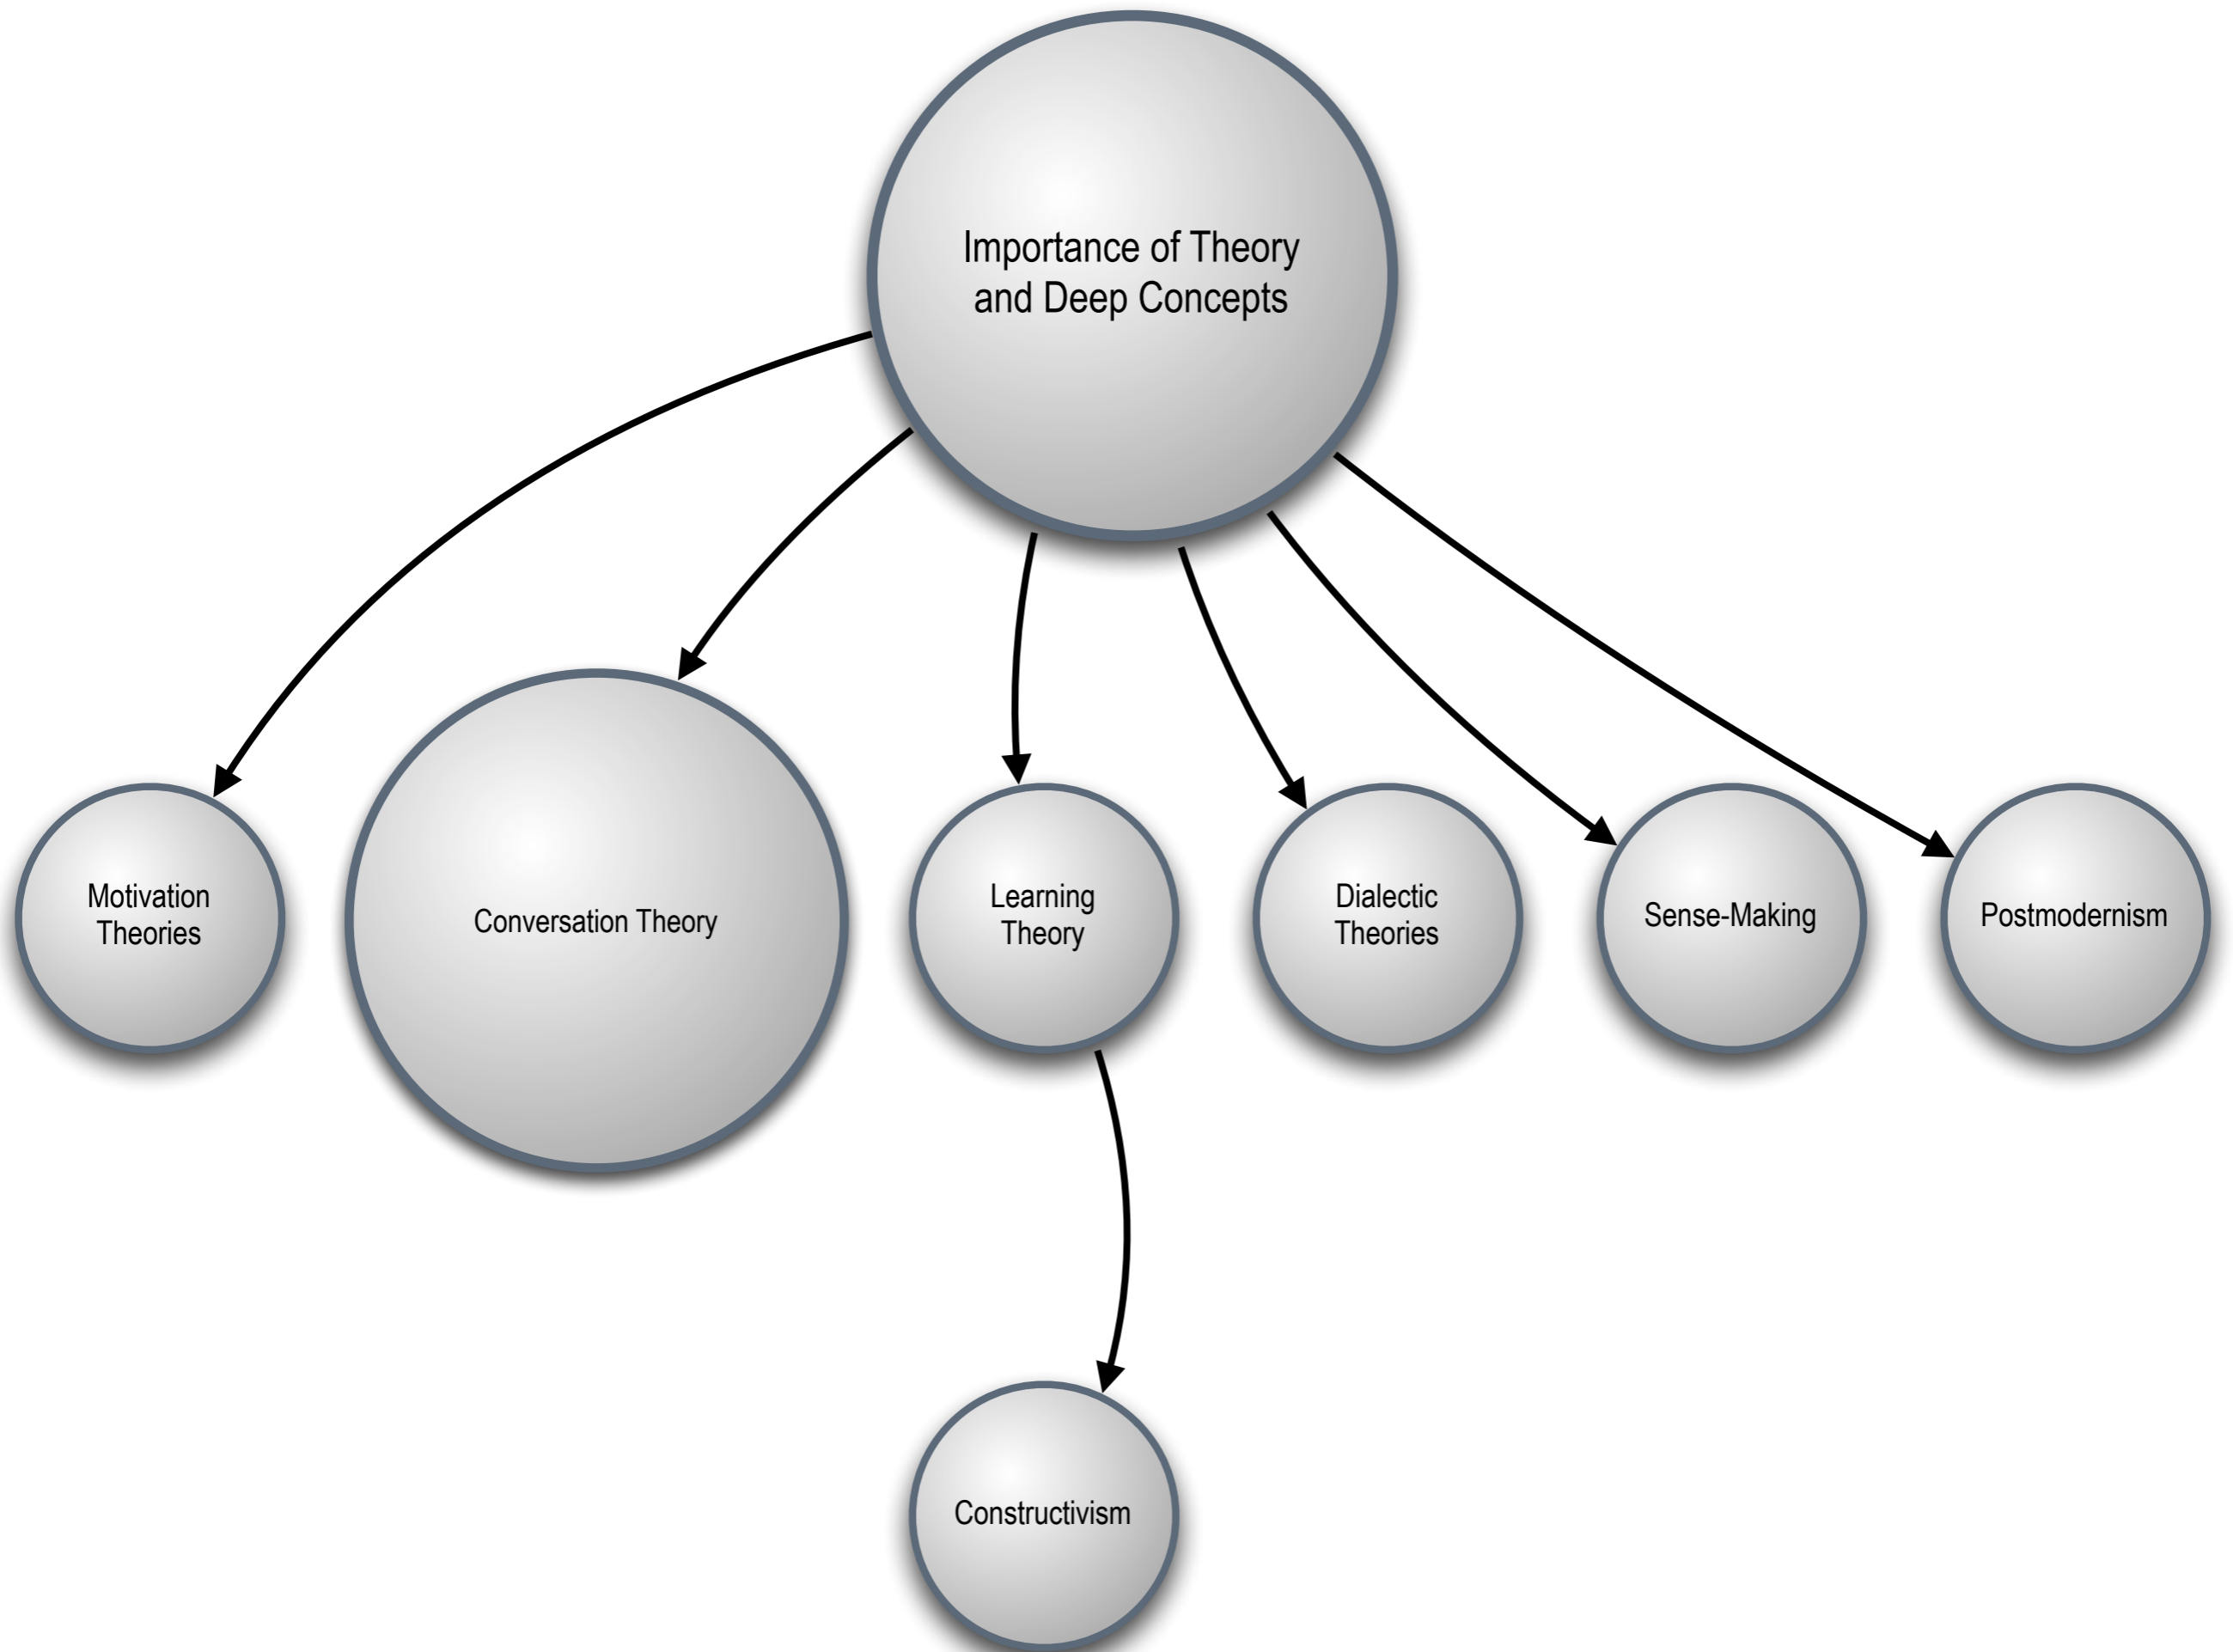 Importance of Theory
and Deep Concepts
Motivation
Theories
Conversation Theory
Learning
Theory
Dialectic
Theories
Sense-Making
Postmodernism
Constructivism